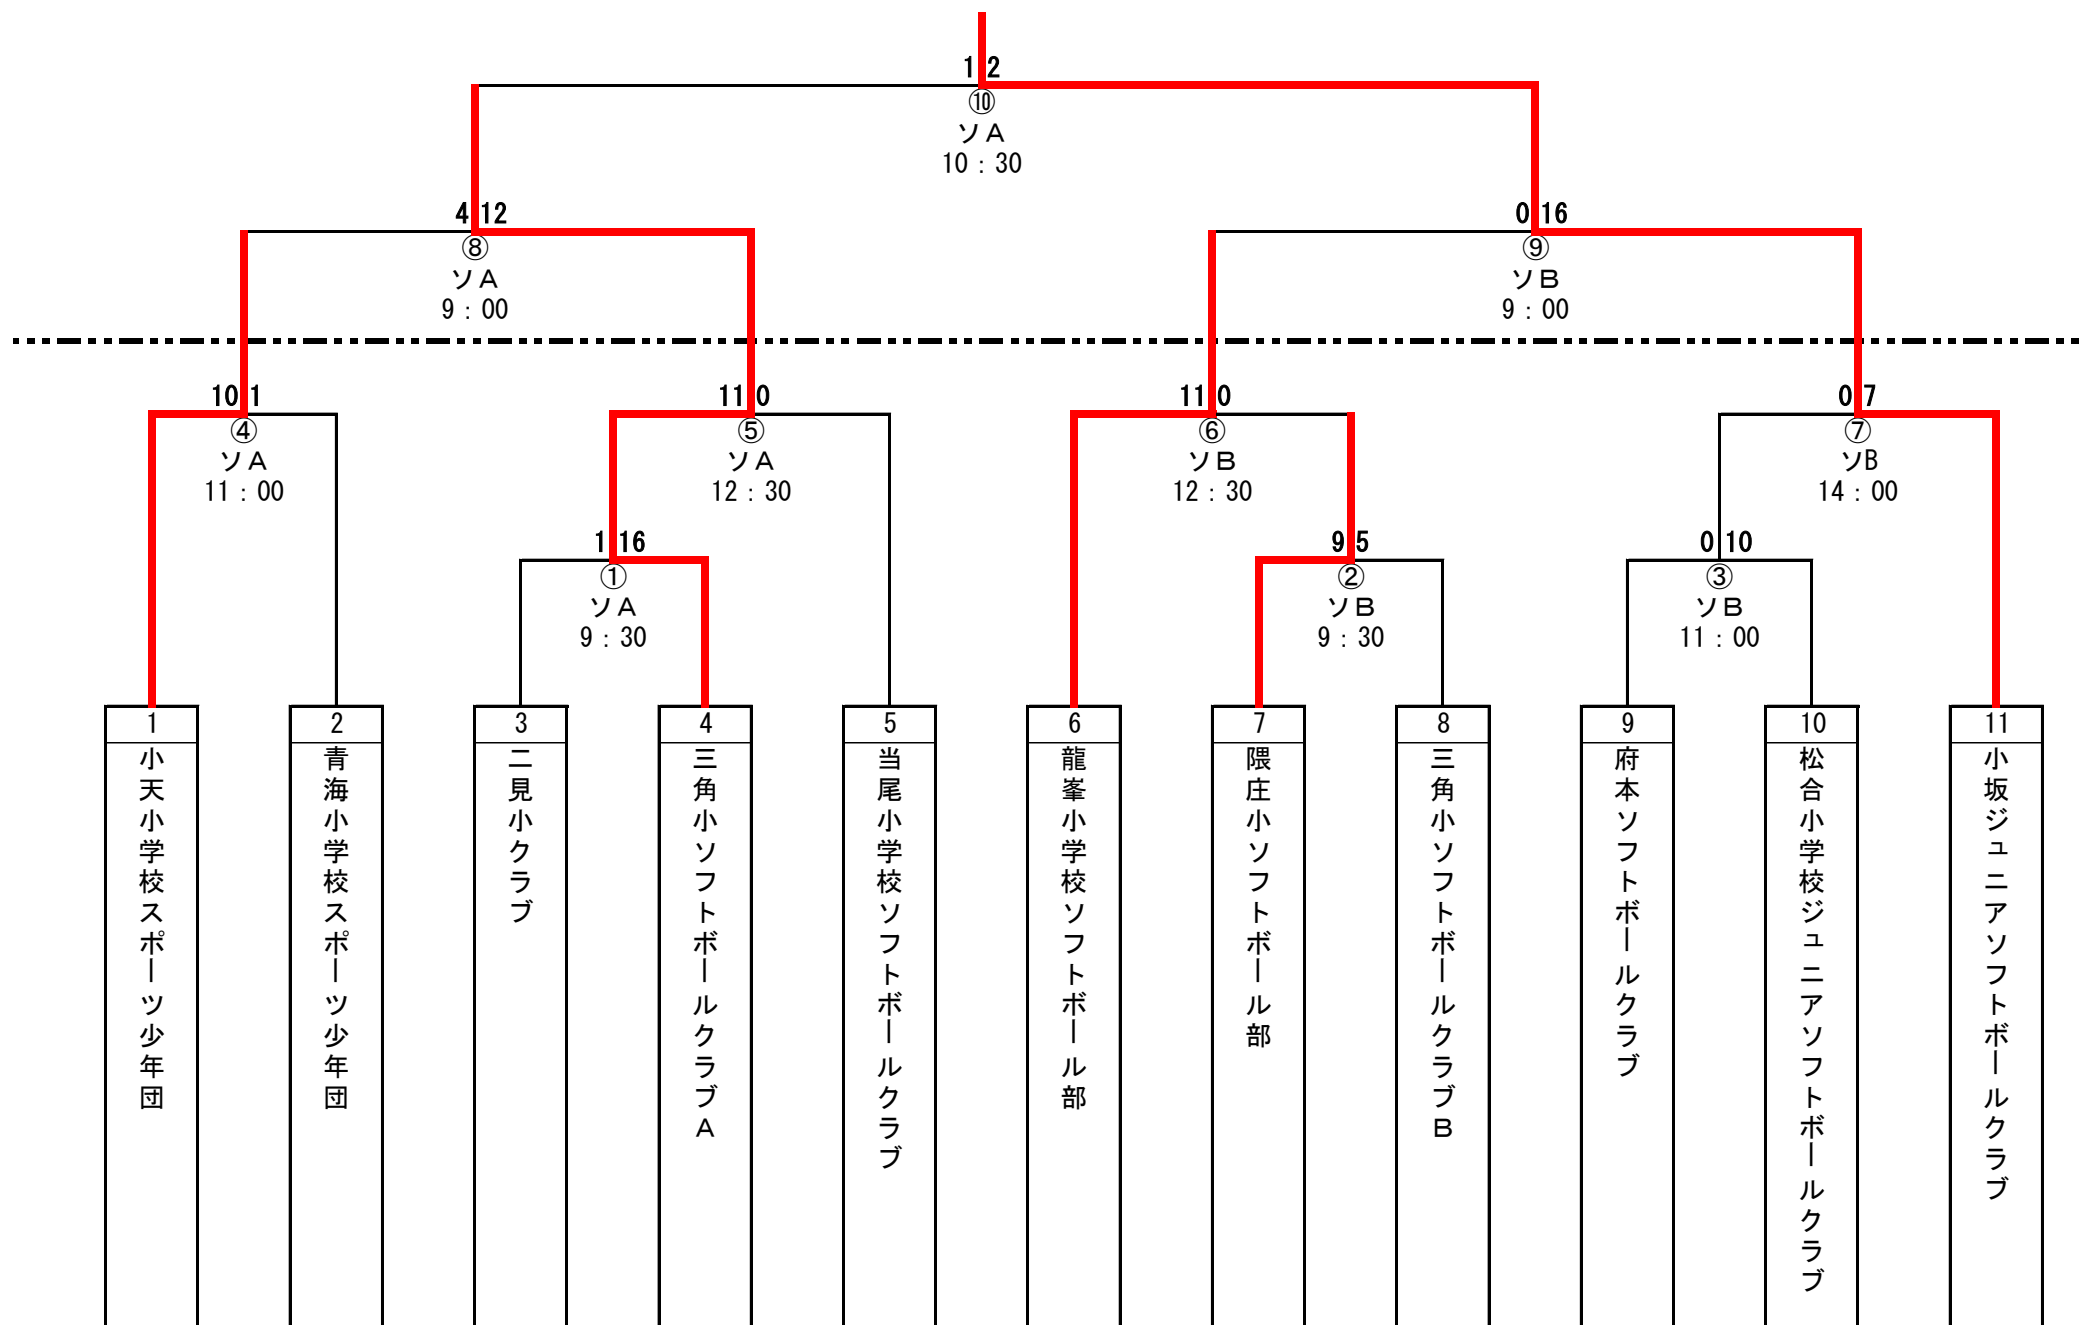 1 2
⑩
ソA
10:30
4 12
⑧
ソA
9:00
0 16
⑨
ソB
9:00
10 1
④
ソA
11:00
11 0
⑤
ソA
12:30
11 0
⑥
ソB
12:30
0 7
⑦
ソB
14:00
1 16
①
ソA
9:30
9 5
②
ソB
9:30
0 10
③
ソB
11:00
1
小天小学校スポーツ少年団
2
青海小学校スポーツ少年団
3
二見小クラブ
4
三角小ソフトボールクラブA
5
当尾小学校ソフトボールクラブ
6
龍峯小学校ソフトボール部
7
隈庄小ソフトボール部
8
三角小ソフトボールクラブB
9
府本ソフトボールクラブ
10
松合小学校ジュニアソフトボールクラブ
11
小坂ジュニアソフトボールクラブ